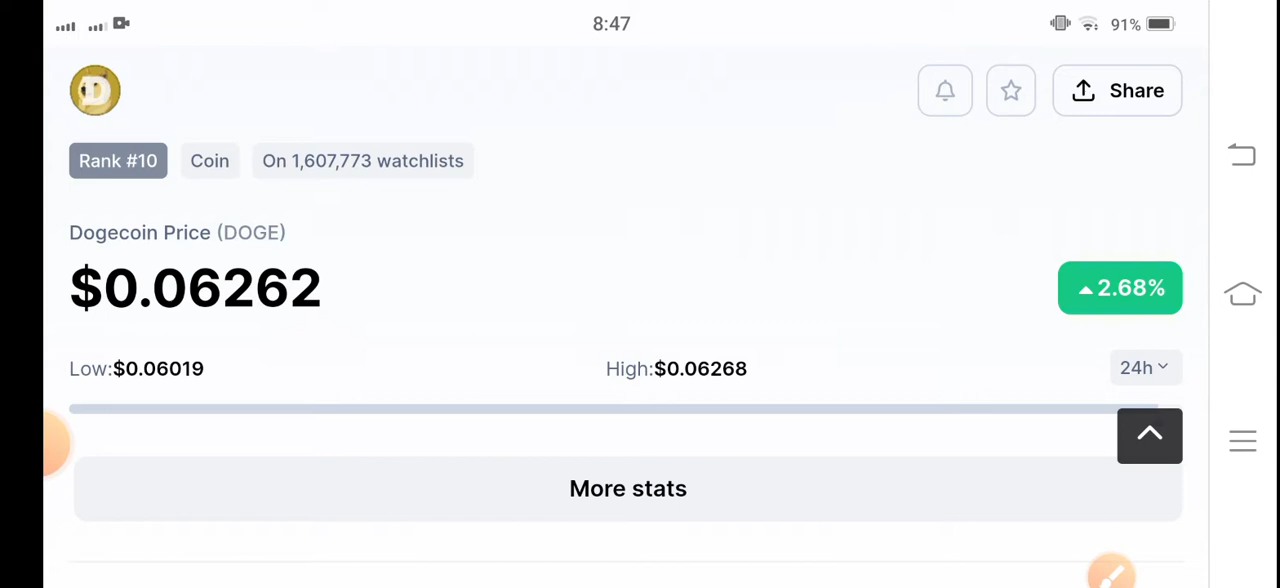 8:47
91%
Share
Rank #10 Coin On 1,607,773 watchlists
Dogecoin Price (DOGE)
$0.06262
2.68%
Low:$0.06019 High:$0.06268 24h
More stats